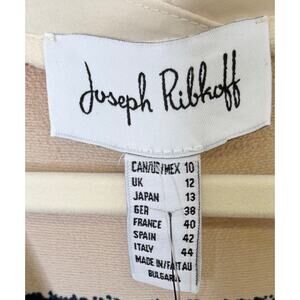 Joseph Ribkoff
CAN/US/MEX 10
UK 12
JAPAN 13
GER 38
FRANCE 40
SPAIN 42
ITALY 44
MADE IN/FAIT AU
BULGARIA